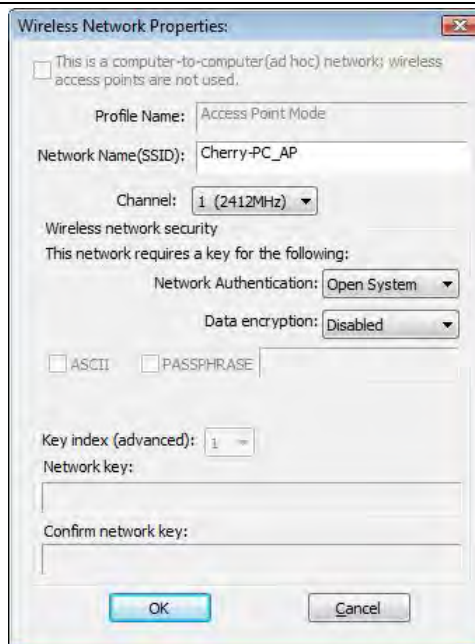 Wireless Network Properties:
This is a computer-to-computer(ad hoc) network; wireless
access points are not used.
Profile Name: Access Point Mode
Network Name(SSID): Cherry-PC_AP
Channel: 1 (2412MHz)
Wireless network security
This network requires a key for the following:
Network Authentication: Open System
Data encryption: Disabled
ASCII PASSPHRASE
Key index (advanced): 1
Network key:
Confirm network key:
OK Cancel